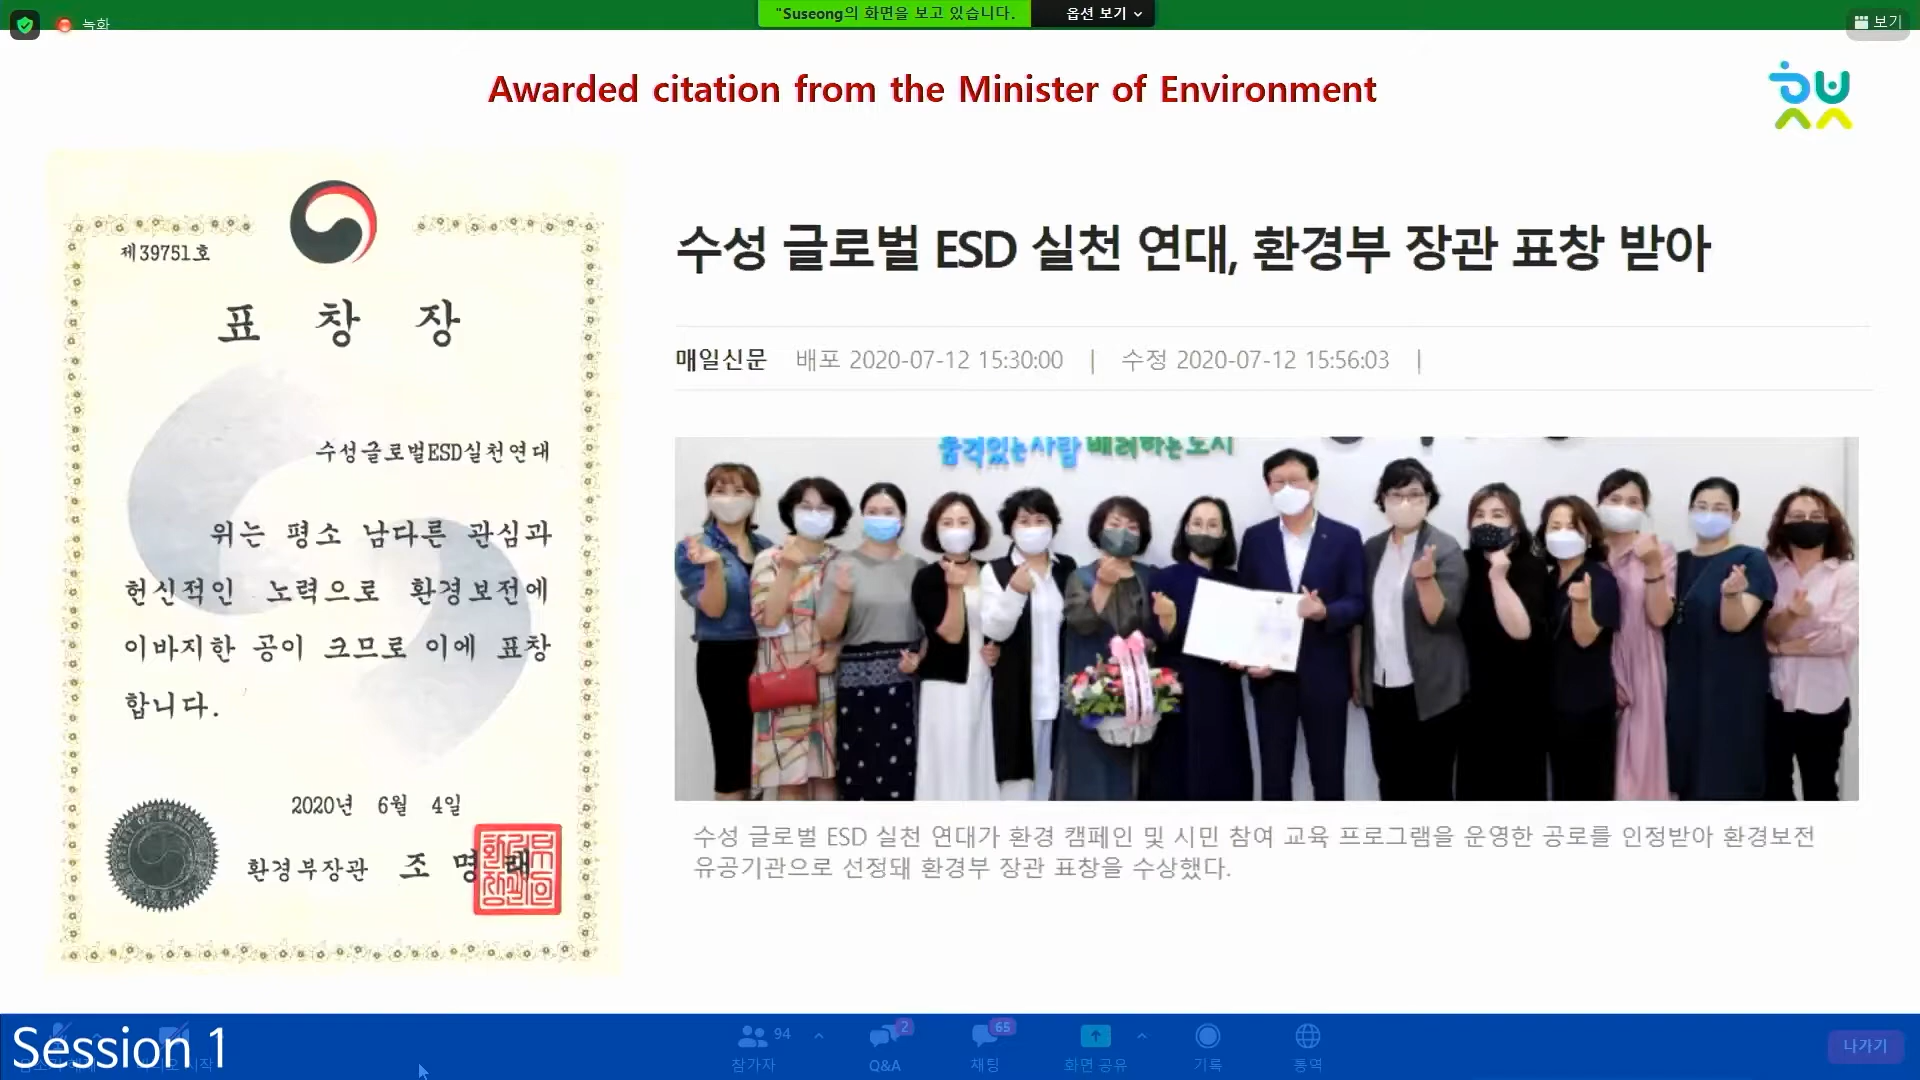 녹화
"Suseong의 화면을 보고 있습니다.
옵션 보기
보기
Awarded citation from the Minister of Environment
제39751호
표 창 장
수성글로벌ESD실천연대
위는 평소 남다른 관심과
헌신적인 노력으로 환경보전에
이바지한 공이 크므로 이에 표창
합니다.
2020년 6월 4일
환경부장관 조명래
수성 글로벌 ESD 실천 연대, 환경부 장관 표창 받아
매일신문 배포 2020-07-12 15:30:00 | 수정 2020-07-12 15:56:03 |
품격있는사람 배려하는도시
수성 글로벌 ESD 실천 연대가 환경 캠페인 및 시민 참여 교육 프로그램을 운영한 공로를 인정받아 환경보전
유공기관으로 선정돼 환경부 장관 표창을 수상했다.
Session 1
94
2
65
참가자
Q&A
채팅
화면 공유
기록
통역
나가기